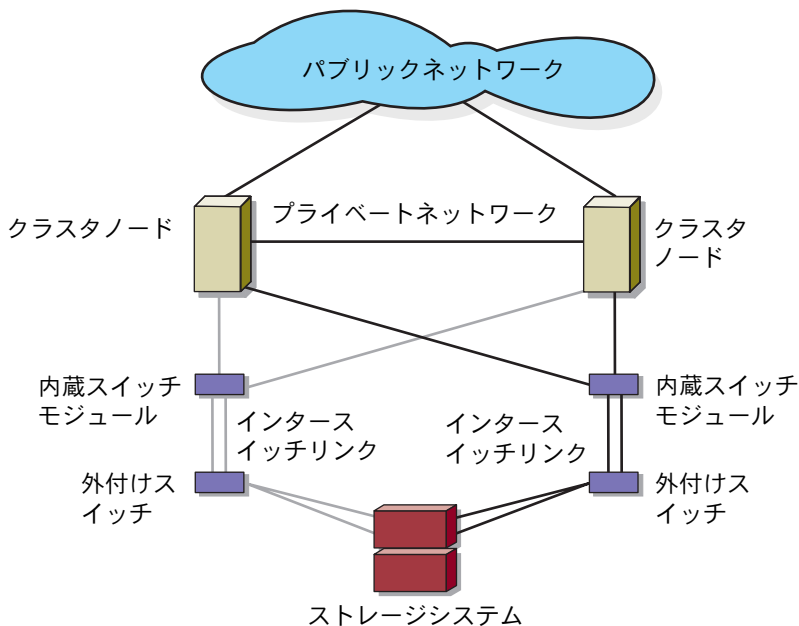 パブリックネットワーク
プライベートネットワーク
クラスタノード
クラスタ
ノード
内蔵スイッチ
モジュール
内蔵スイッチ
モジュール
インタース
イッチリンク
インタース
イッチリンク
外付けス
イッチ
外付けス
イッチ
ストレージシステム